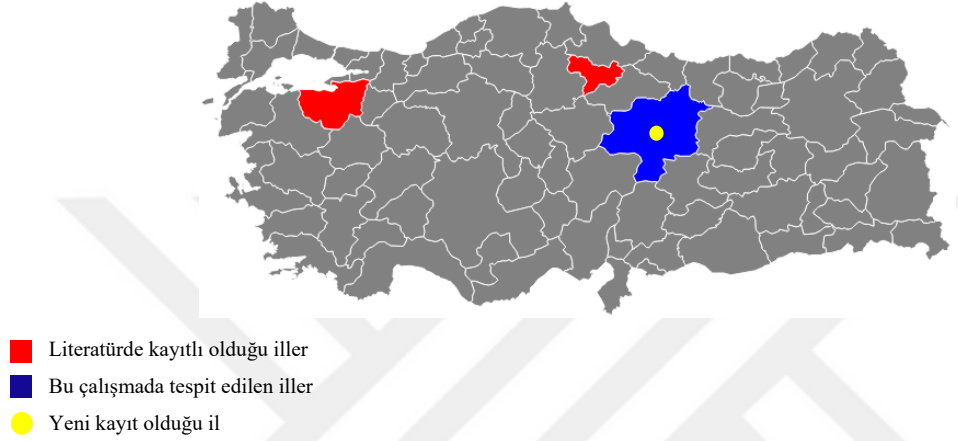 Literatürde kayıtlı olduğu iller
Bu çalışmada tespit edilen iller
Yeni kayıt olduğu il